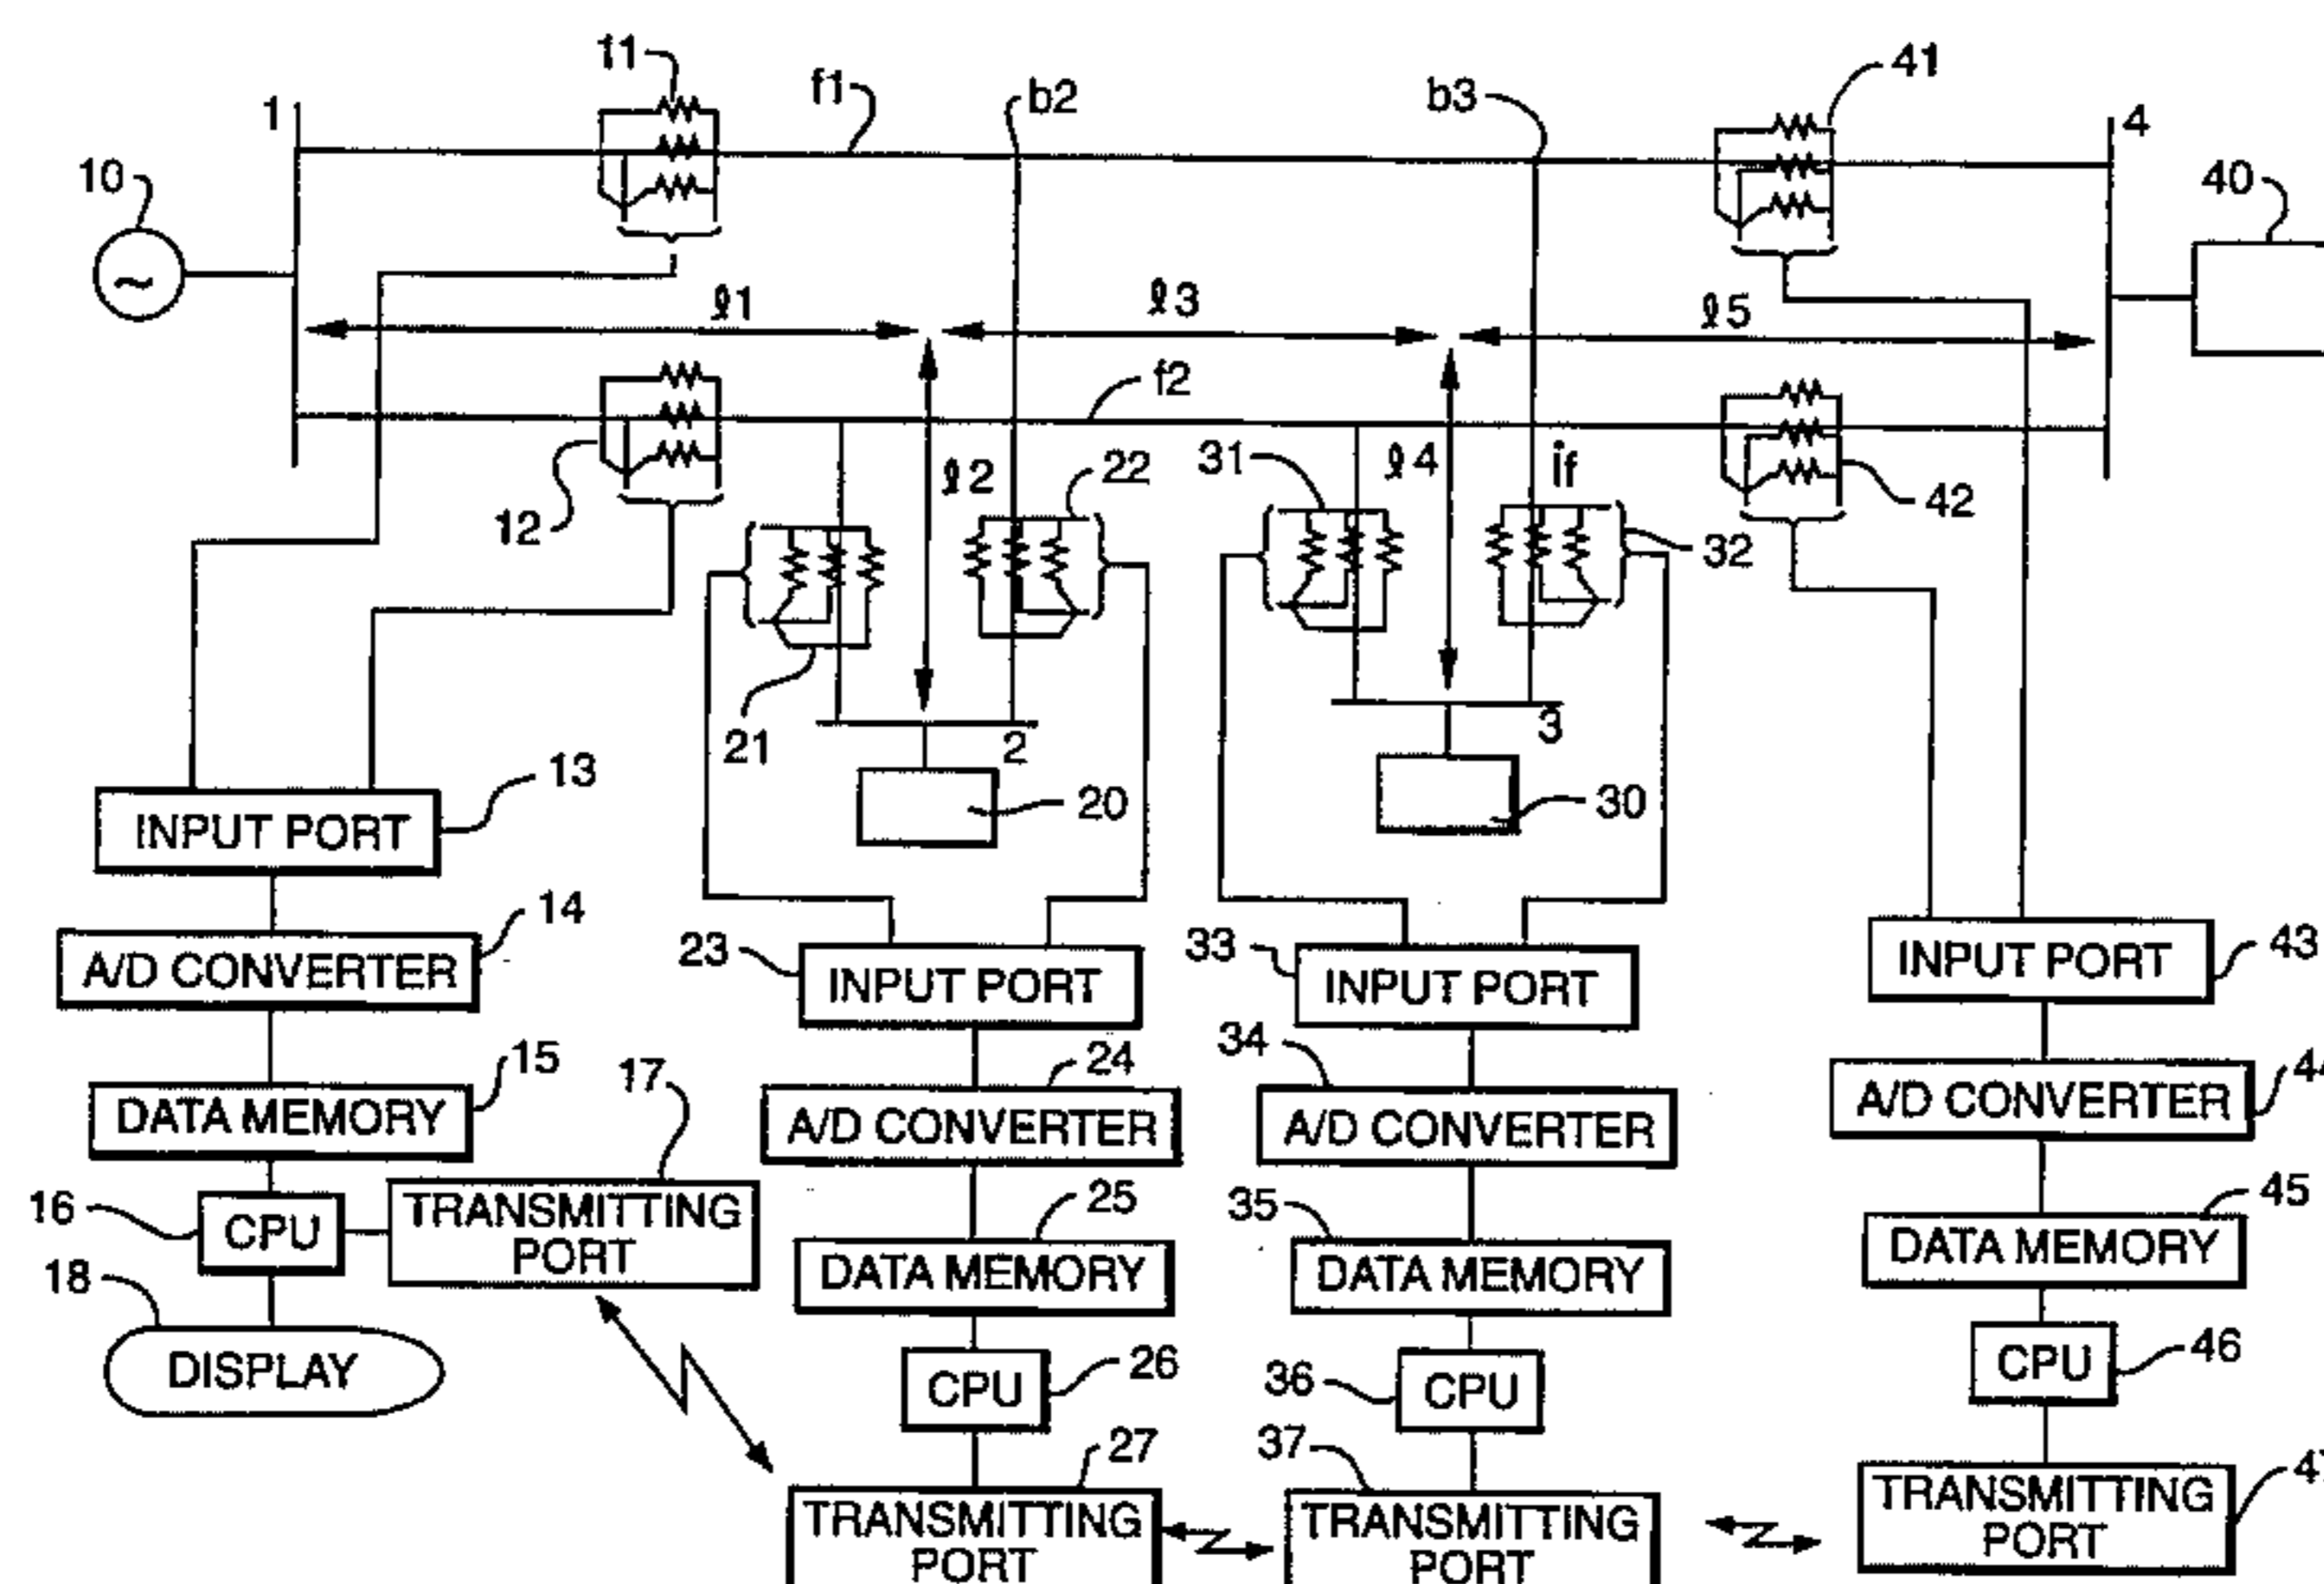 11
f1
b2
b3
41
1
4
10
40
~
ℓ1
ℓ3
ℓ5
f2
12
ℓ2
22
31
ℓ4
if
32
42
21
2
3
13
20
30
INPUT PORT
14
A/D CONVERTER
23
INPUT PORT
33
INPUT PORT
INPUT PORT
43
15
DATA MEMORY
17
24
A/D CONVERTER
34
A/D CONVERTER
A/D CONVERTER
16
CPU
TRANSMITTING
PORT
25
DATA MEMORY
35
DATA MEMORY
45
DATA MEMORY
18
DISPLAY
26
CPU
36
CPU
46
CPU
27
TRANSMITTING
PORT
37
TRANSMITTING
PORT
TRANSMITTING
PORT